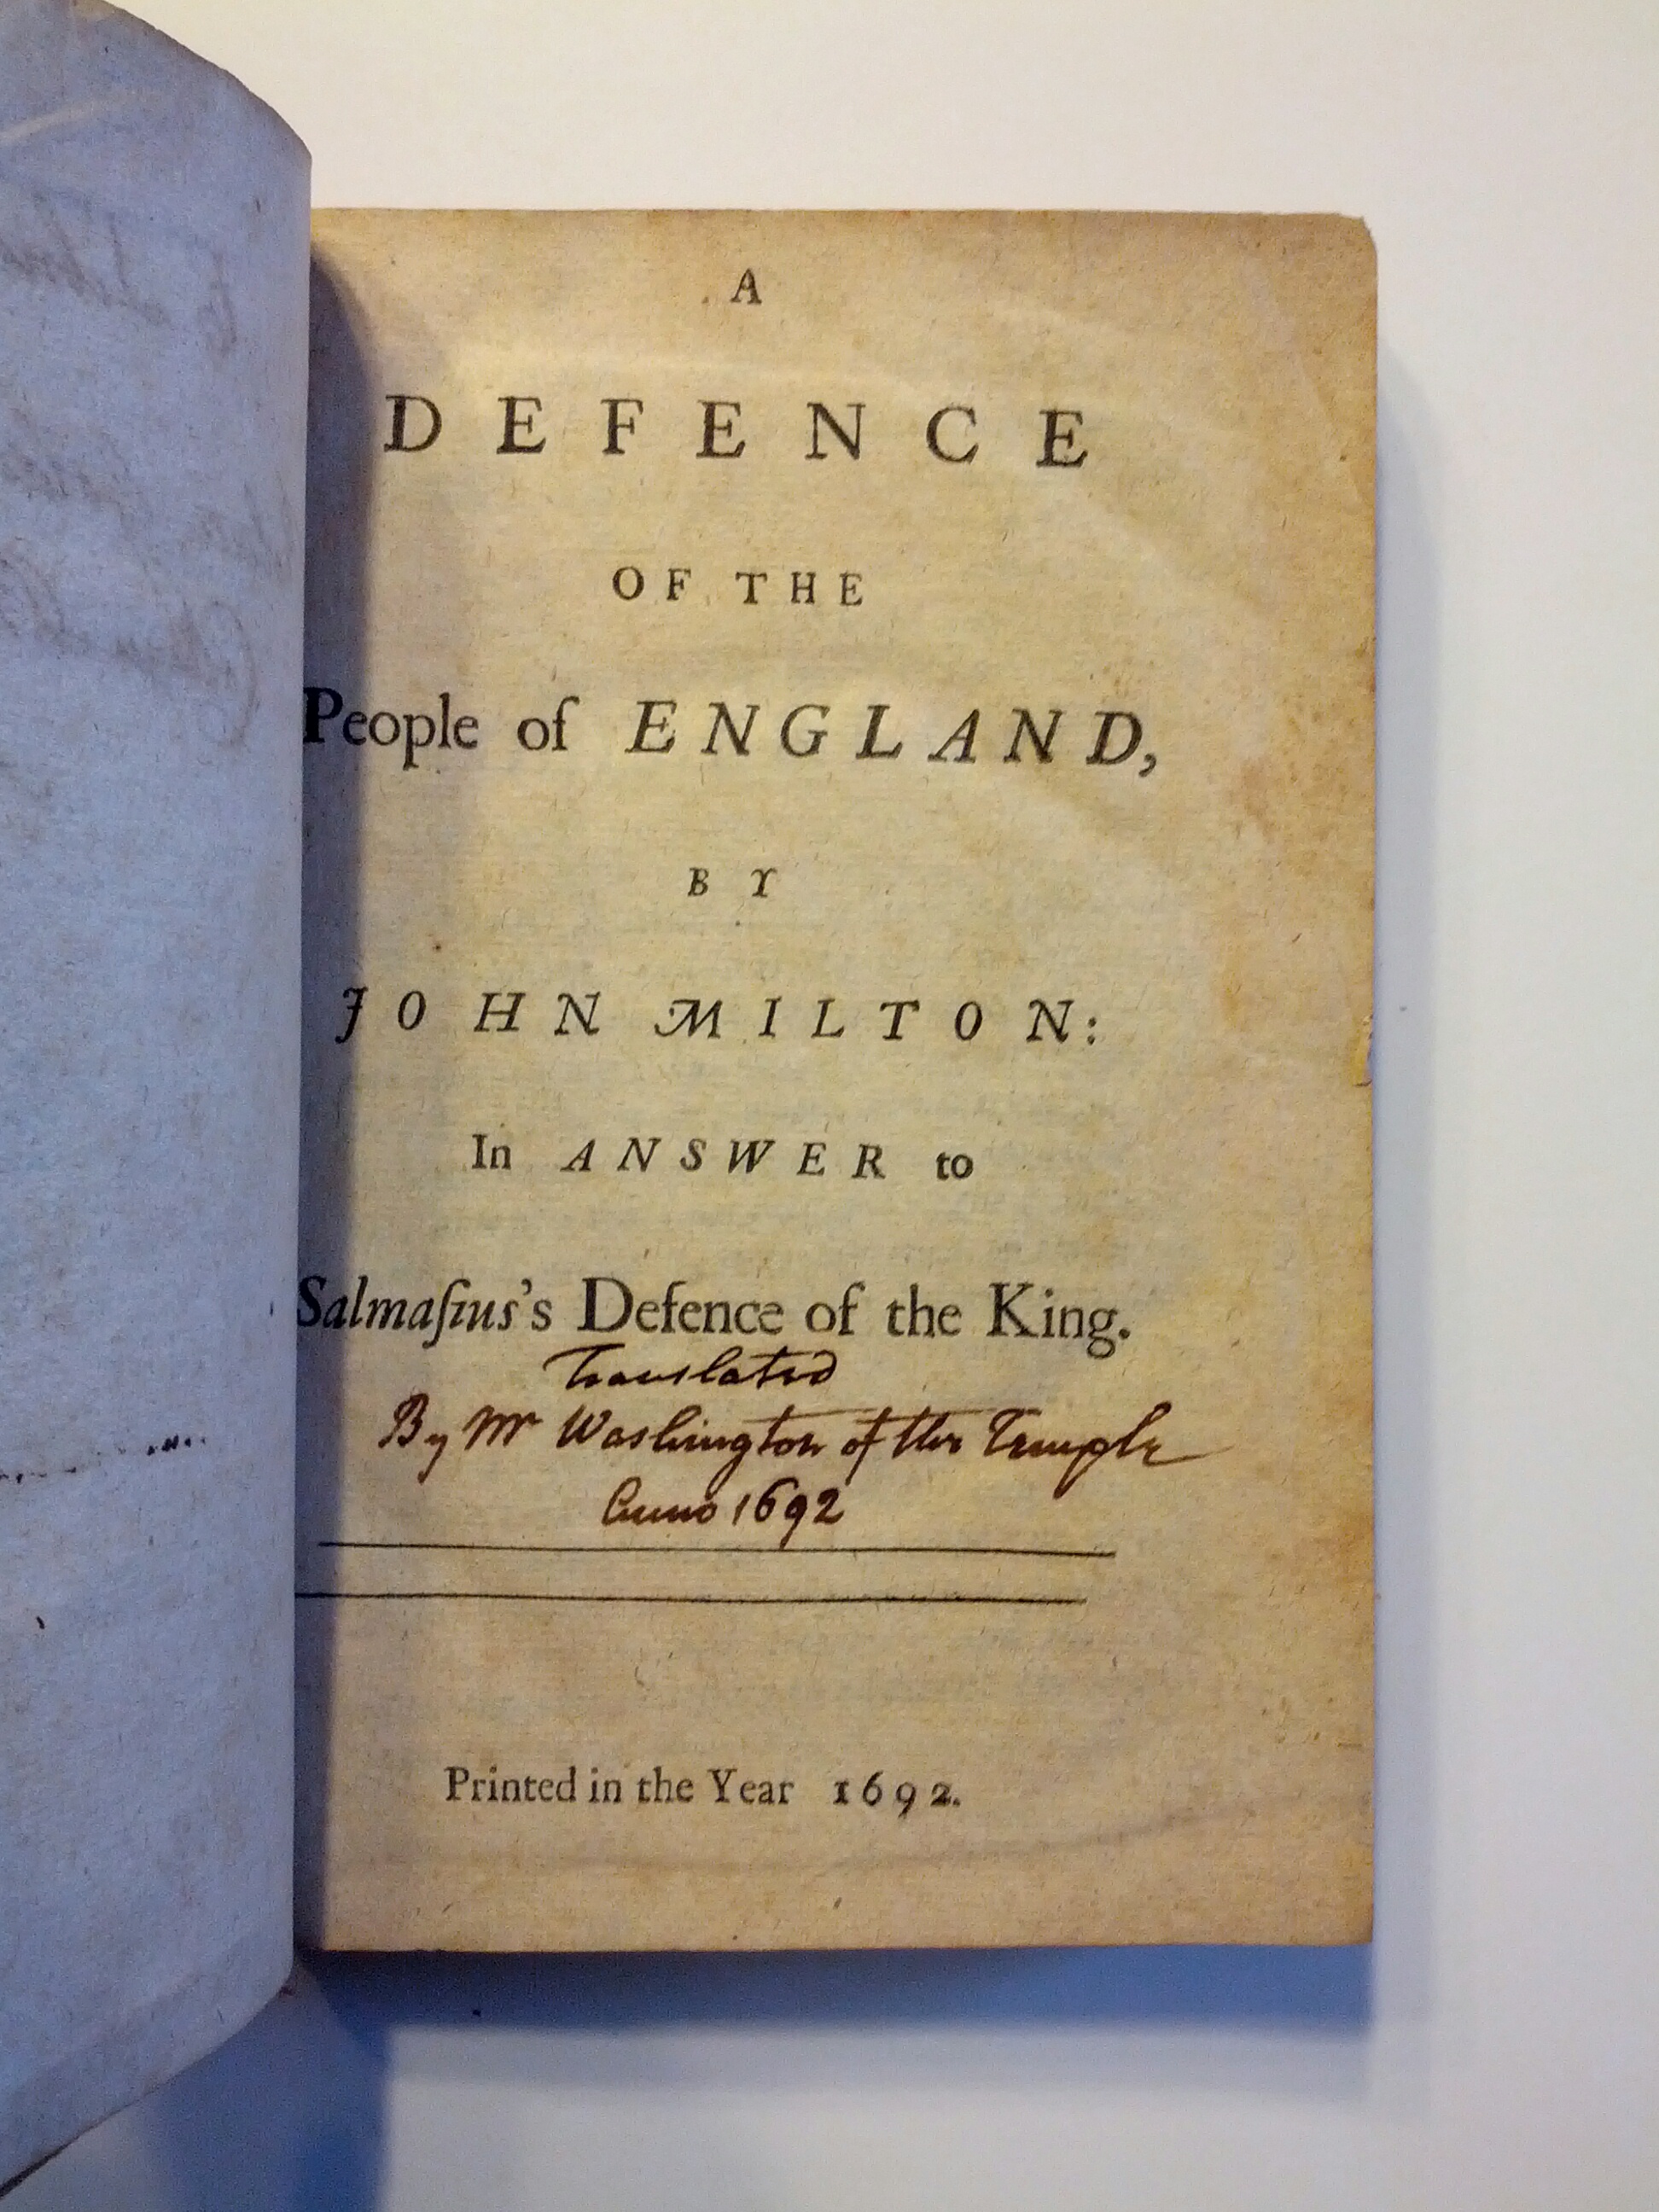 A
DEFENCE
OF THE
People of ENGLAND,
BY
JOHN MILTON:
In ANSWER to
Salmaſius's Defence of the King.
Translated
By Mr Washington of the Temple
Anno 1692
Printed in the Year 1692.